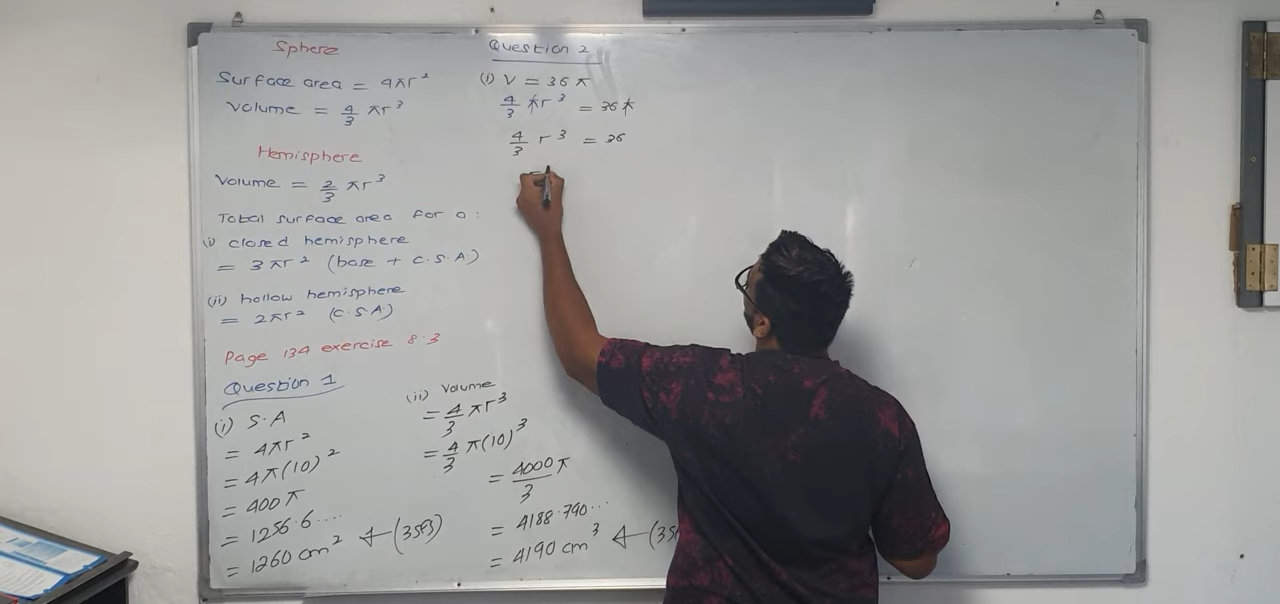 Sphere
Surface area = 4πr²
Volume = 4/3 πr³
Hemisphere
Volume = 2/3 πr³
Total surface area for a:
(i) closed hemisphere
= 3πr² (base + C.S.A.)
(ii) hollow hemisphere
= 2πr² (C.S.A.)
Page 134 exercise 8.3
Question 1
(i) S.A
= 4πr²
= 4π(10)²
= 400π
= 1256.6....
= 1260 cm² ← (3SF)
(ii) Volume
= 4/3 πr³
= 4/3 π(10)³
= 4000/3 π
= 4188.790...
= 4190 cm³ ← (3S
Question 2
(i) V = 36π
4/3 πr³ = 36π
4/3 r³ = 36